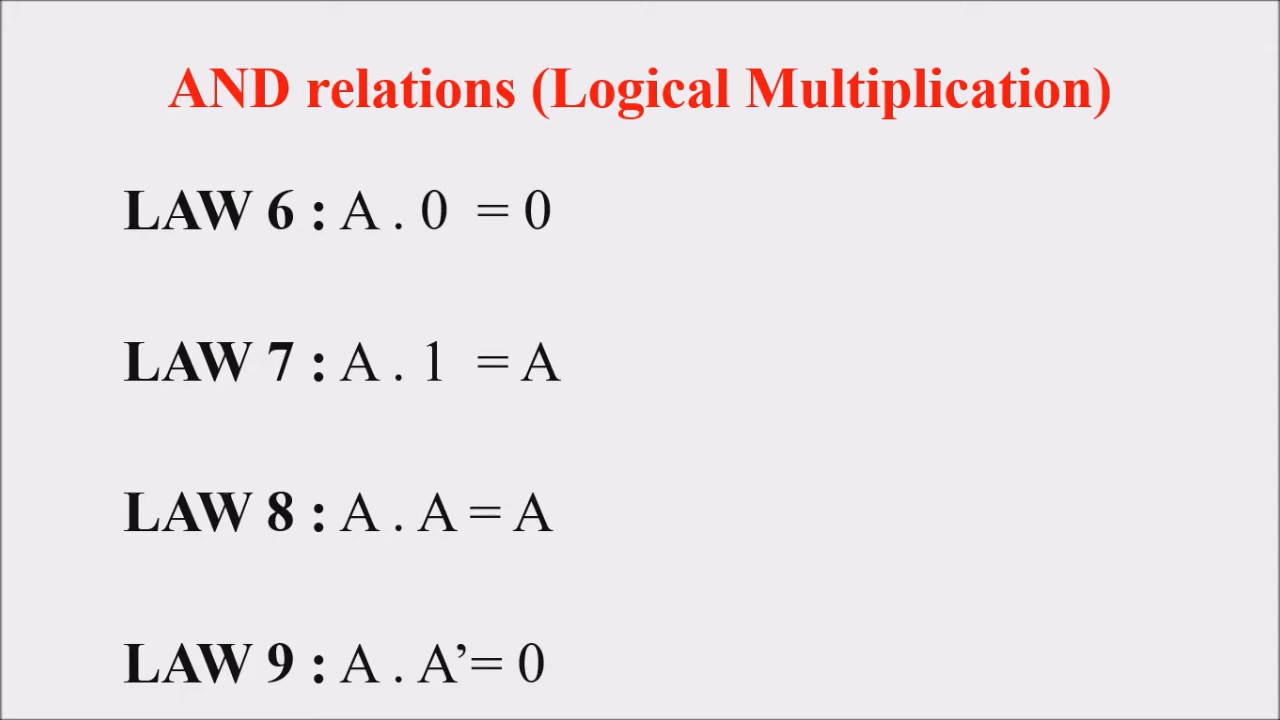 AND relations (Logical Multiplication)
LAW 6 : A . 0 = 0
LAW 7 : A . 1 = A
LAW 8 : A . A = A
LAW 9 : A . A’= 0